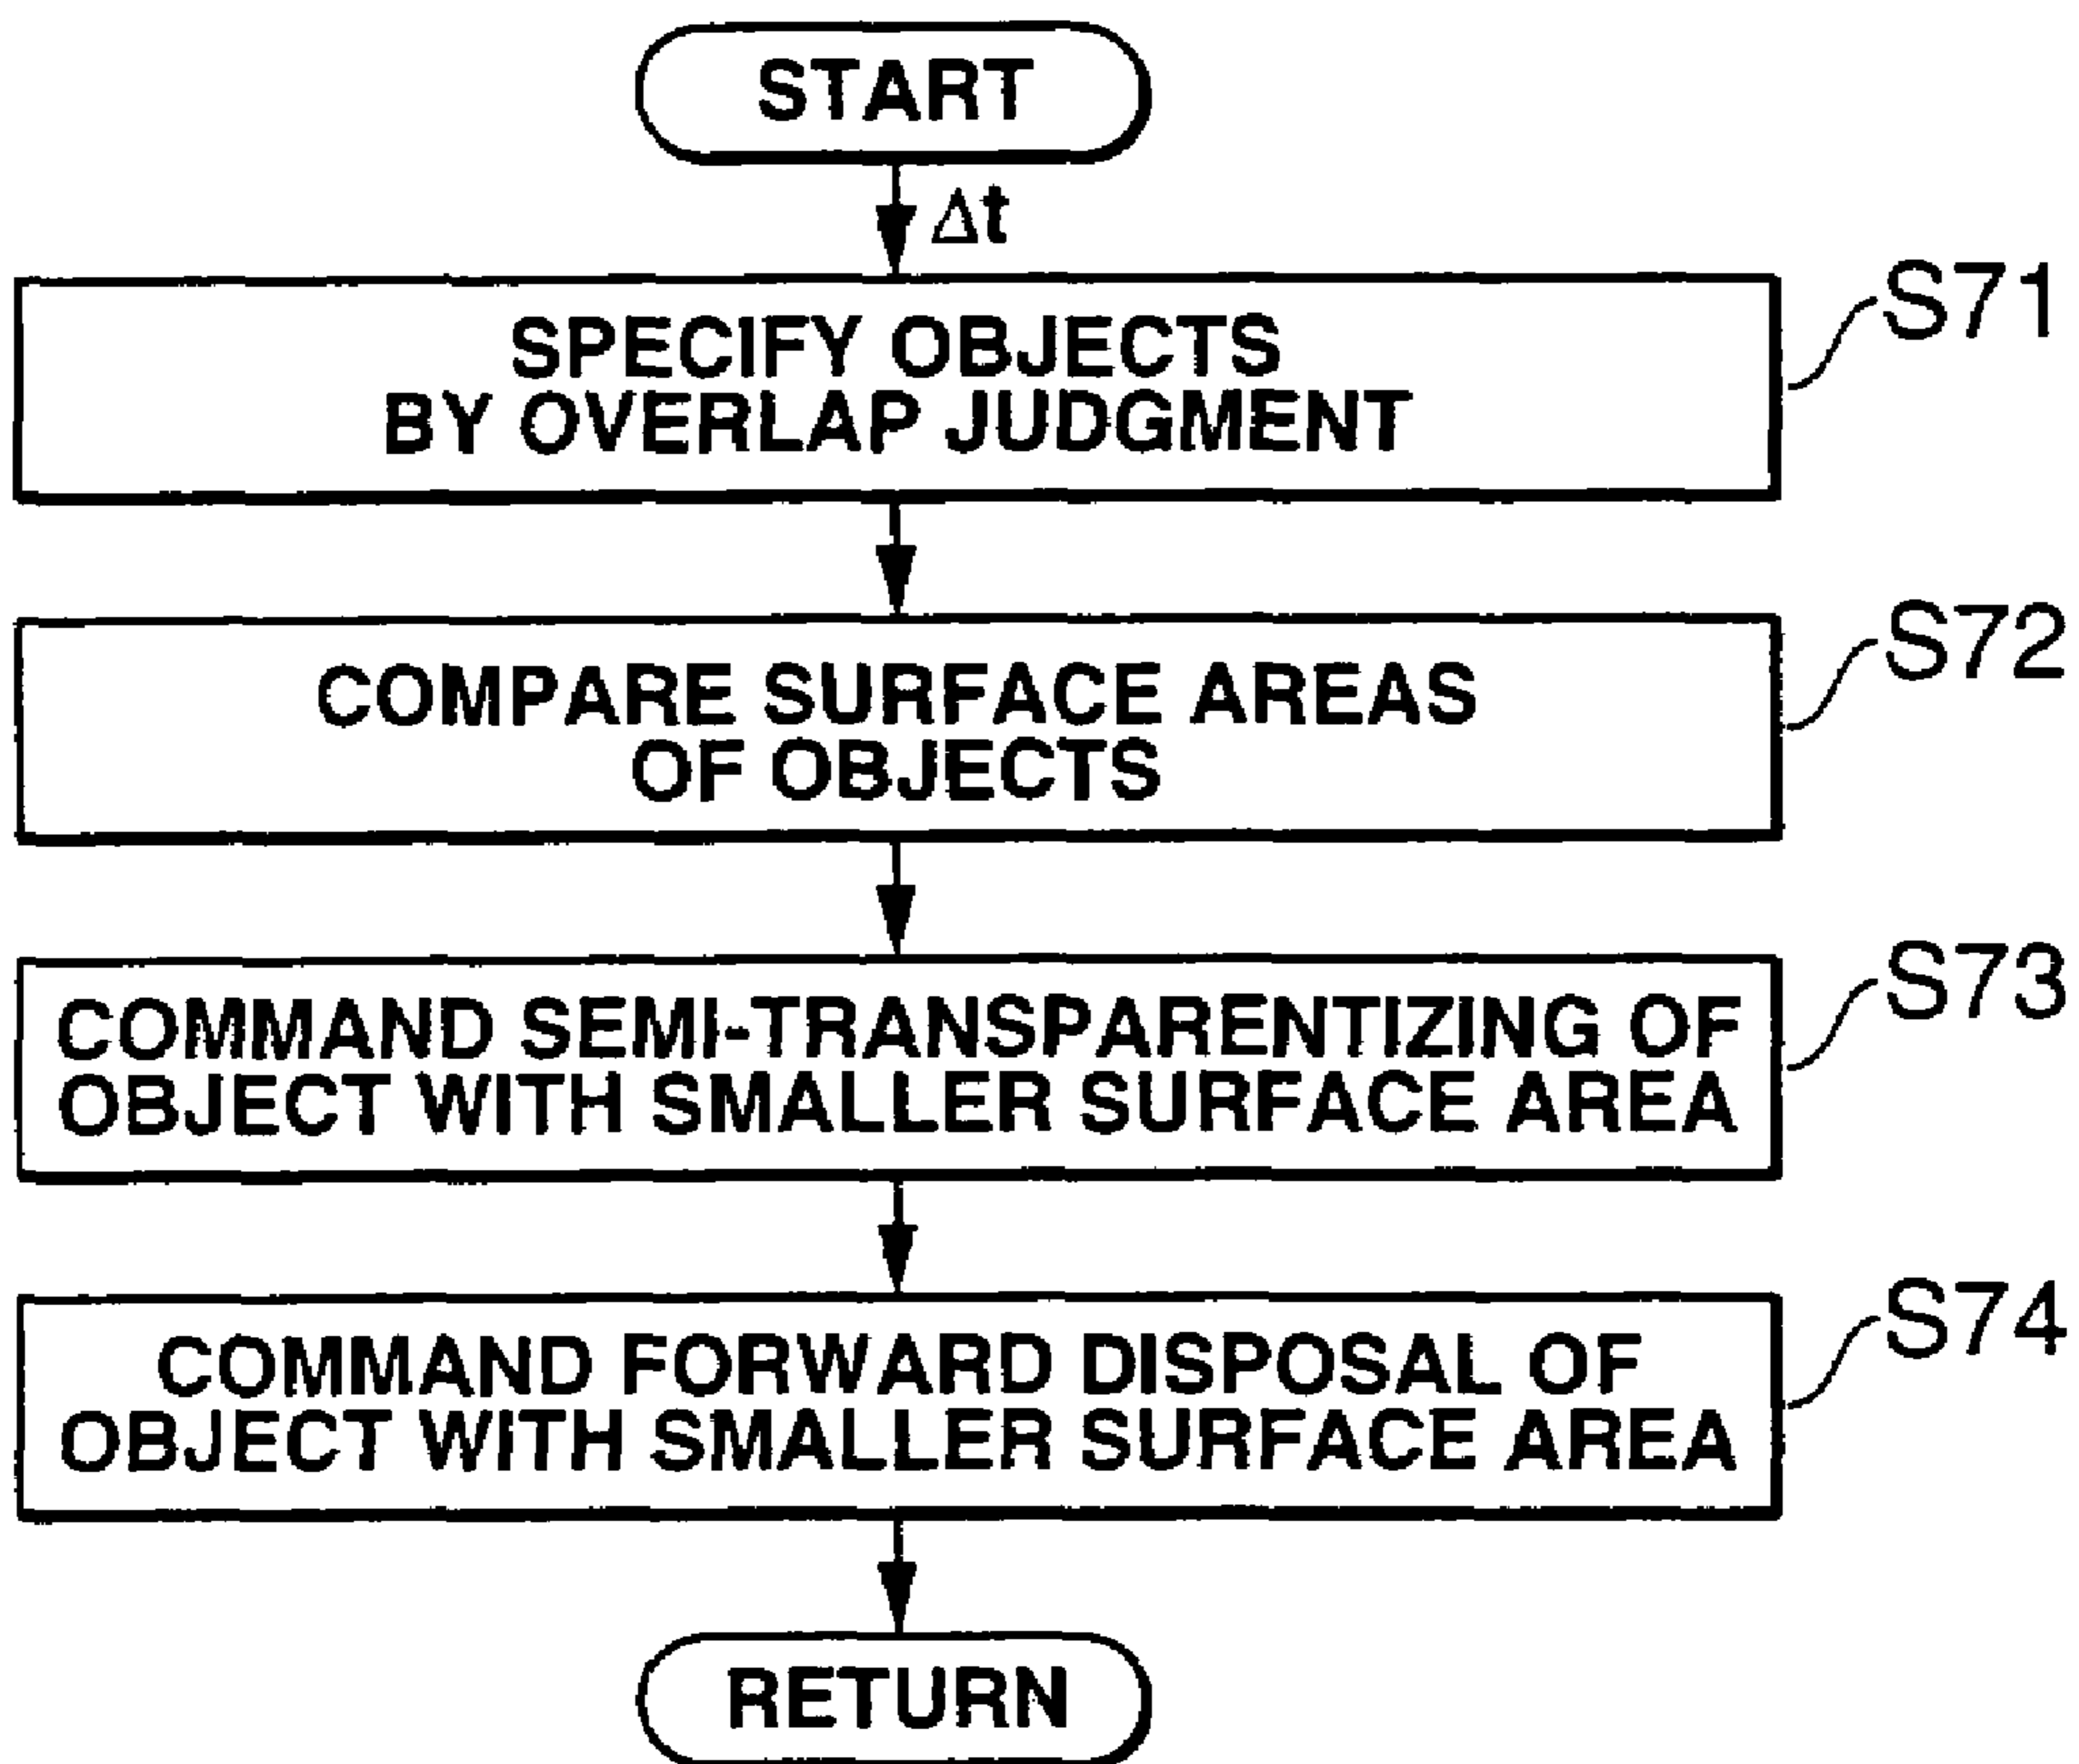 START
Δt
SPECIFY OBJECTS
BY OVERLAP JUDGMENT
S71
COMPARE SURFACE AREAS
OF OBJECTS
S72
COMMAND SEMI-TRANSPARENTIZING OF
OBJECT WITH SMALLER SURFACE AREA
S73
COMMAND FORWARD DISPOSAL OF
OBJECT WITH SMALLER SURFACE AREA
S74
RETURN